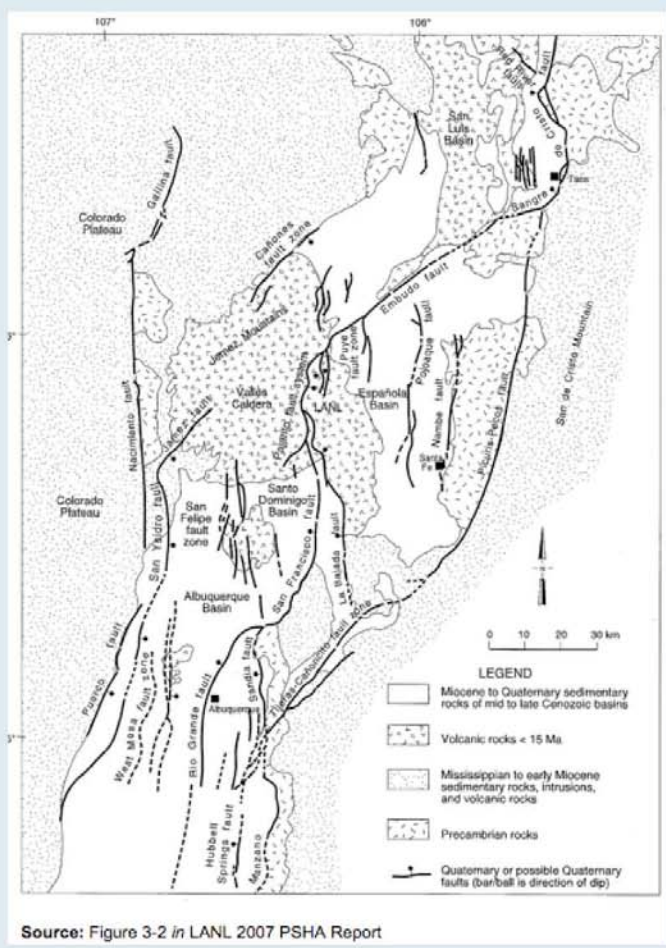 107°
106°
Red River fault
San
Luis
Basin
Cristo fault
de
Taos
Sangre
Gallina fault
Colorado
Plateau
Cañones
fault zone
Embudo fault
Jemez Mountains
Puye
fault zone
Pojoaque fault
Valles
Caldera
Pajarito fault system
LANL
Española
Basin
Nambe fault
Santa
Fe
Picuris-Pecos fault
San de Cristo Mountain
Nacimiento fault
Jemez fault
Colorado
Plateau
San Ysidro fault
San
Felipe
fault
zone
Santo
Dominigo
Basin
San Francisco fault
La Bajada fault
Albuquerque
Basin
Puerco fault
West Mesa fault zone
Rio Grande fault
Sandia fault
Albuquerque
Tijeras-Cañoncito fault zone
Hubbell
Springs fault
Manzano
0 10 20 30 km
LEGEND
Miocene to Quaternary sedimentary
rocks of mid to late Cenozoic basins
Volcanic rocks < 15 Ma
Mississippian to early Miocene
sedimentary rocks, intrusions,
and volcanic rocks
Precambrian rocks
Quaternary or possible Quaternary
faults (bar/ball is direction of dip)
Source: Figure 3-2 in LANL 2007 PSHA Report